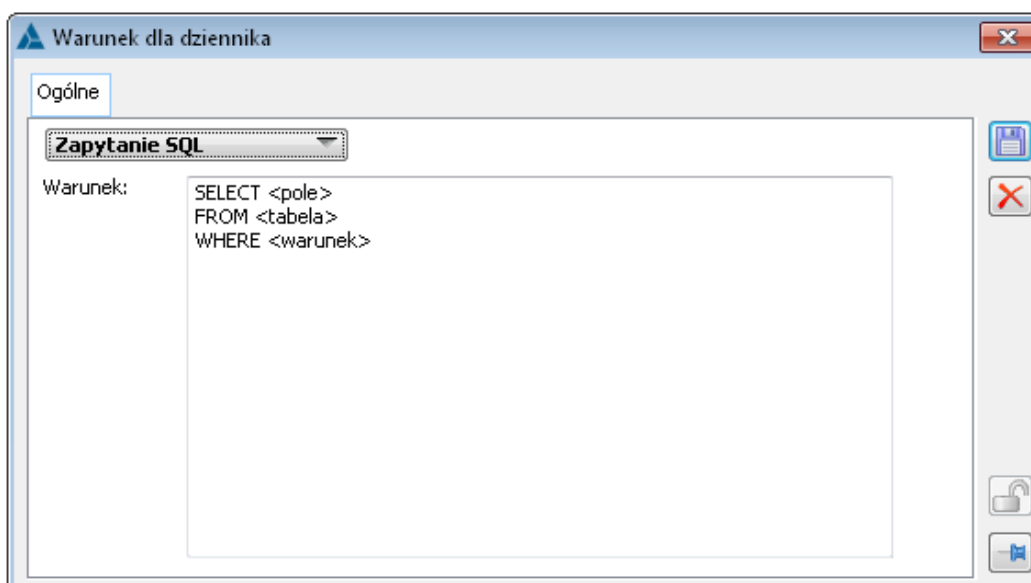 Warunek dla dziennika
Ogólne
Zapytanie SQL
Warunek:
SELECT <pole>
FROM <tabela>
WHERE <warunek>